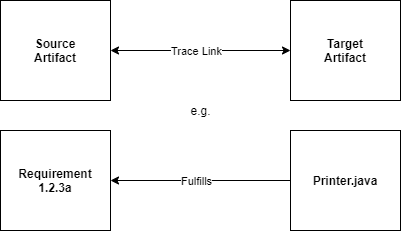 Source
Artifact
Trace Link
Target
Artifact
e.g.
Requirement
1.2.3a
Fulfills
Printer.java